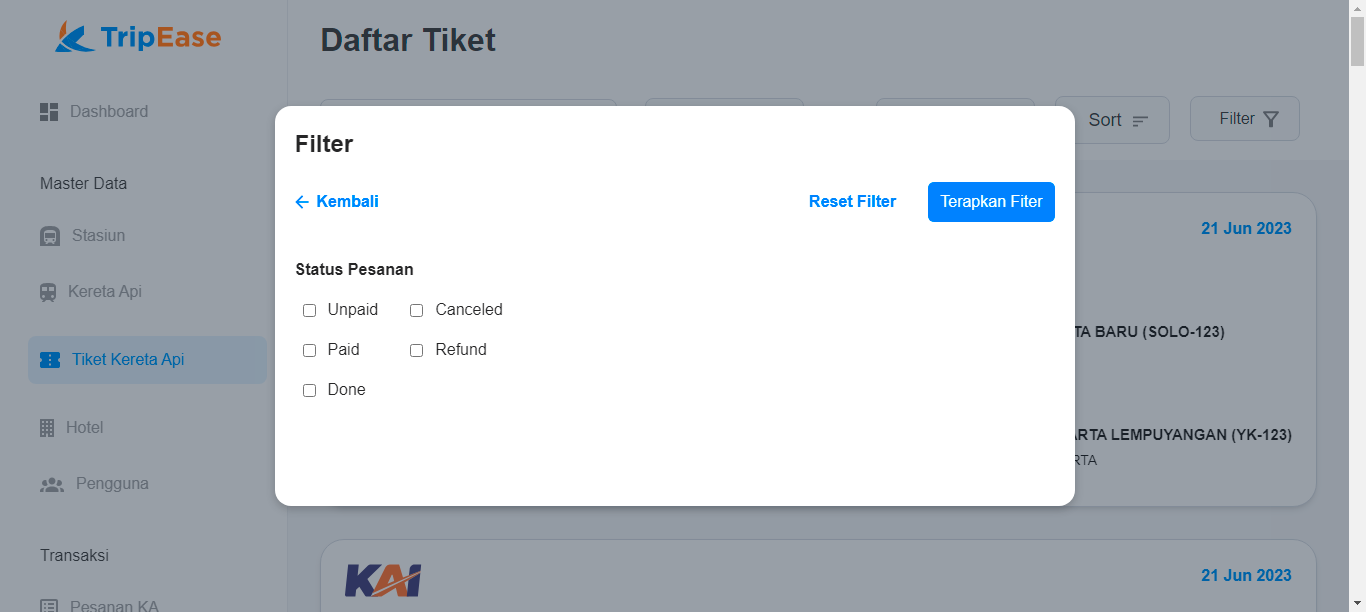 TripEase
Daftar Tiket
Dashboard
Sort
Filter
Filter
Master Data
Kembali
Reset Filter
Terapkan Fiter
Stasiun
21 Jun 2023
Status Pesanan
Kereta Api
Unpaid
Canceled
TA BARU (SOLO-123)
Tiket Kereta Api
Paid
Refund
Done
Hotel
ARTA LEMPUYANGAN (YK-123)
RTA
Pengguna
Transaksi
KAI
21 Jun 2023
Pesanan KA